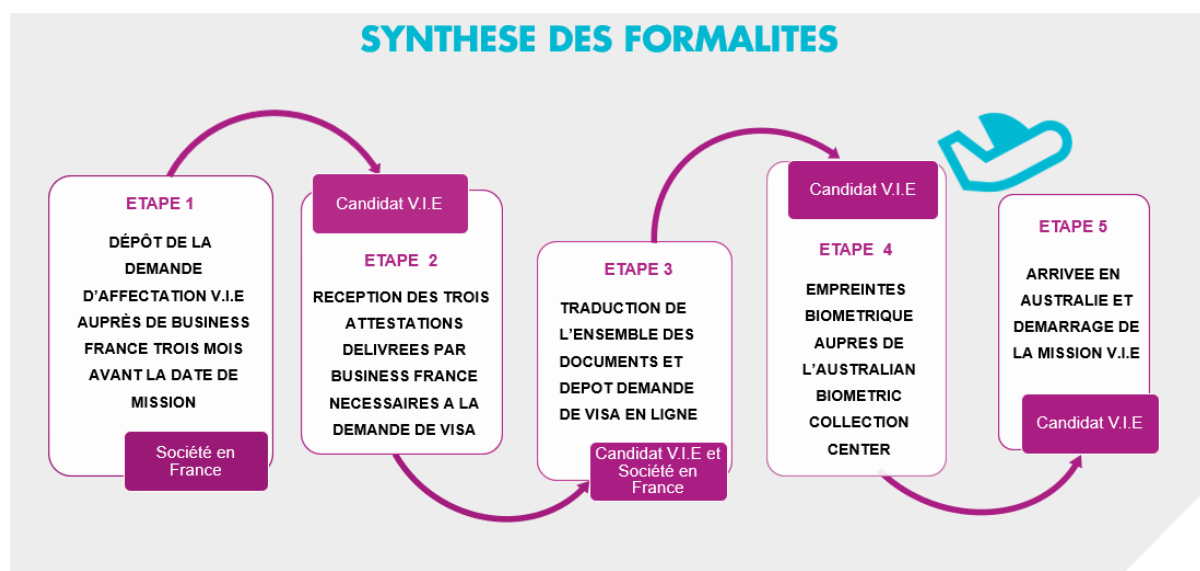 SYNTHESE DES FORMALITES
ETAPE 1
DÉPÔT DE LA
DEMANDE
D'AFFECTATION V.I.E
AUPRÈS DE BUSINESS
FRANCE TROIS MOIS
AVANT LA DATE DE
MISSION
Société en
France
Candidat V.I.E
ETAPE 2
RECEPTION DES TROIS
ATTESTATIONS
DELIVREES PAR
BUSINESS FRANCE
NECESSAIRES A LA
DEMANDE DE VISA
ETAPE 3
TRADUCTION DE
L'ENSEMBLE DES
DOCUMENTS ET
DEPOT DEMANDE
DE VISA EN LIGNE
Candidat V.I.E et
Société en
France
Candidat V.I.E
ETAPE 4
EMPREINTES
BIOMETRIQUE
AUPRES DE
L'AUSTRALIAN
BIOMETRIC
COLLECTION
CENTER
ETAPE 5
ARRIVEE EN
AUSTRALIE ET
DEMARRAGE DE
LA MISSION V.I.E
Candidat V.I.E